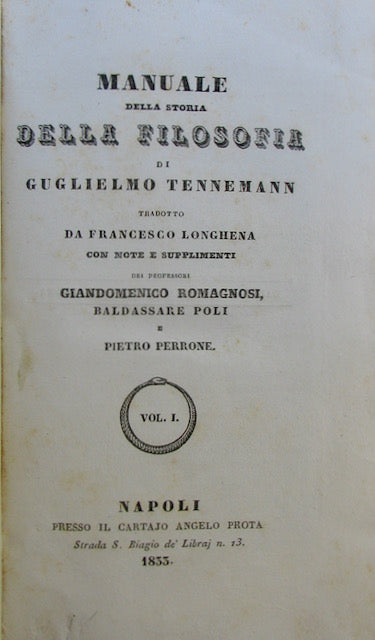 MANUALE
DELLA STORIA
DELLA FILOSOFIA
DI
GUGLIELMO TENNEMANN
TRADOTTO
DA FRANCESCO LONGHENA
CON NOTE E SUPPLIMENTI
DEI PROFESSORI
GIANDOMENICO ROMAGNOSI,
BALDASSARE POLI
E
PIETRO PERRONE.
VOL. I.
NAPOLI
PRESSO IL CARTAJO ANGELO PROTA
Strada S. Biagio de' Libraj n. 13.
1833.